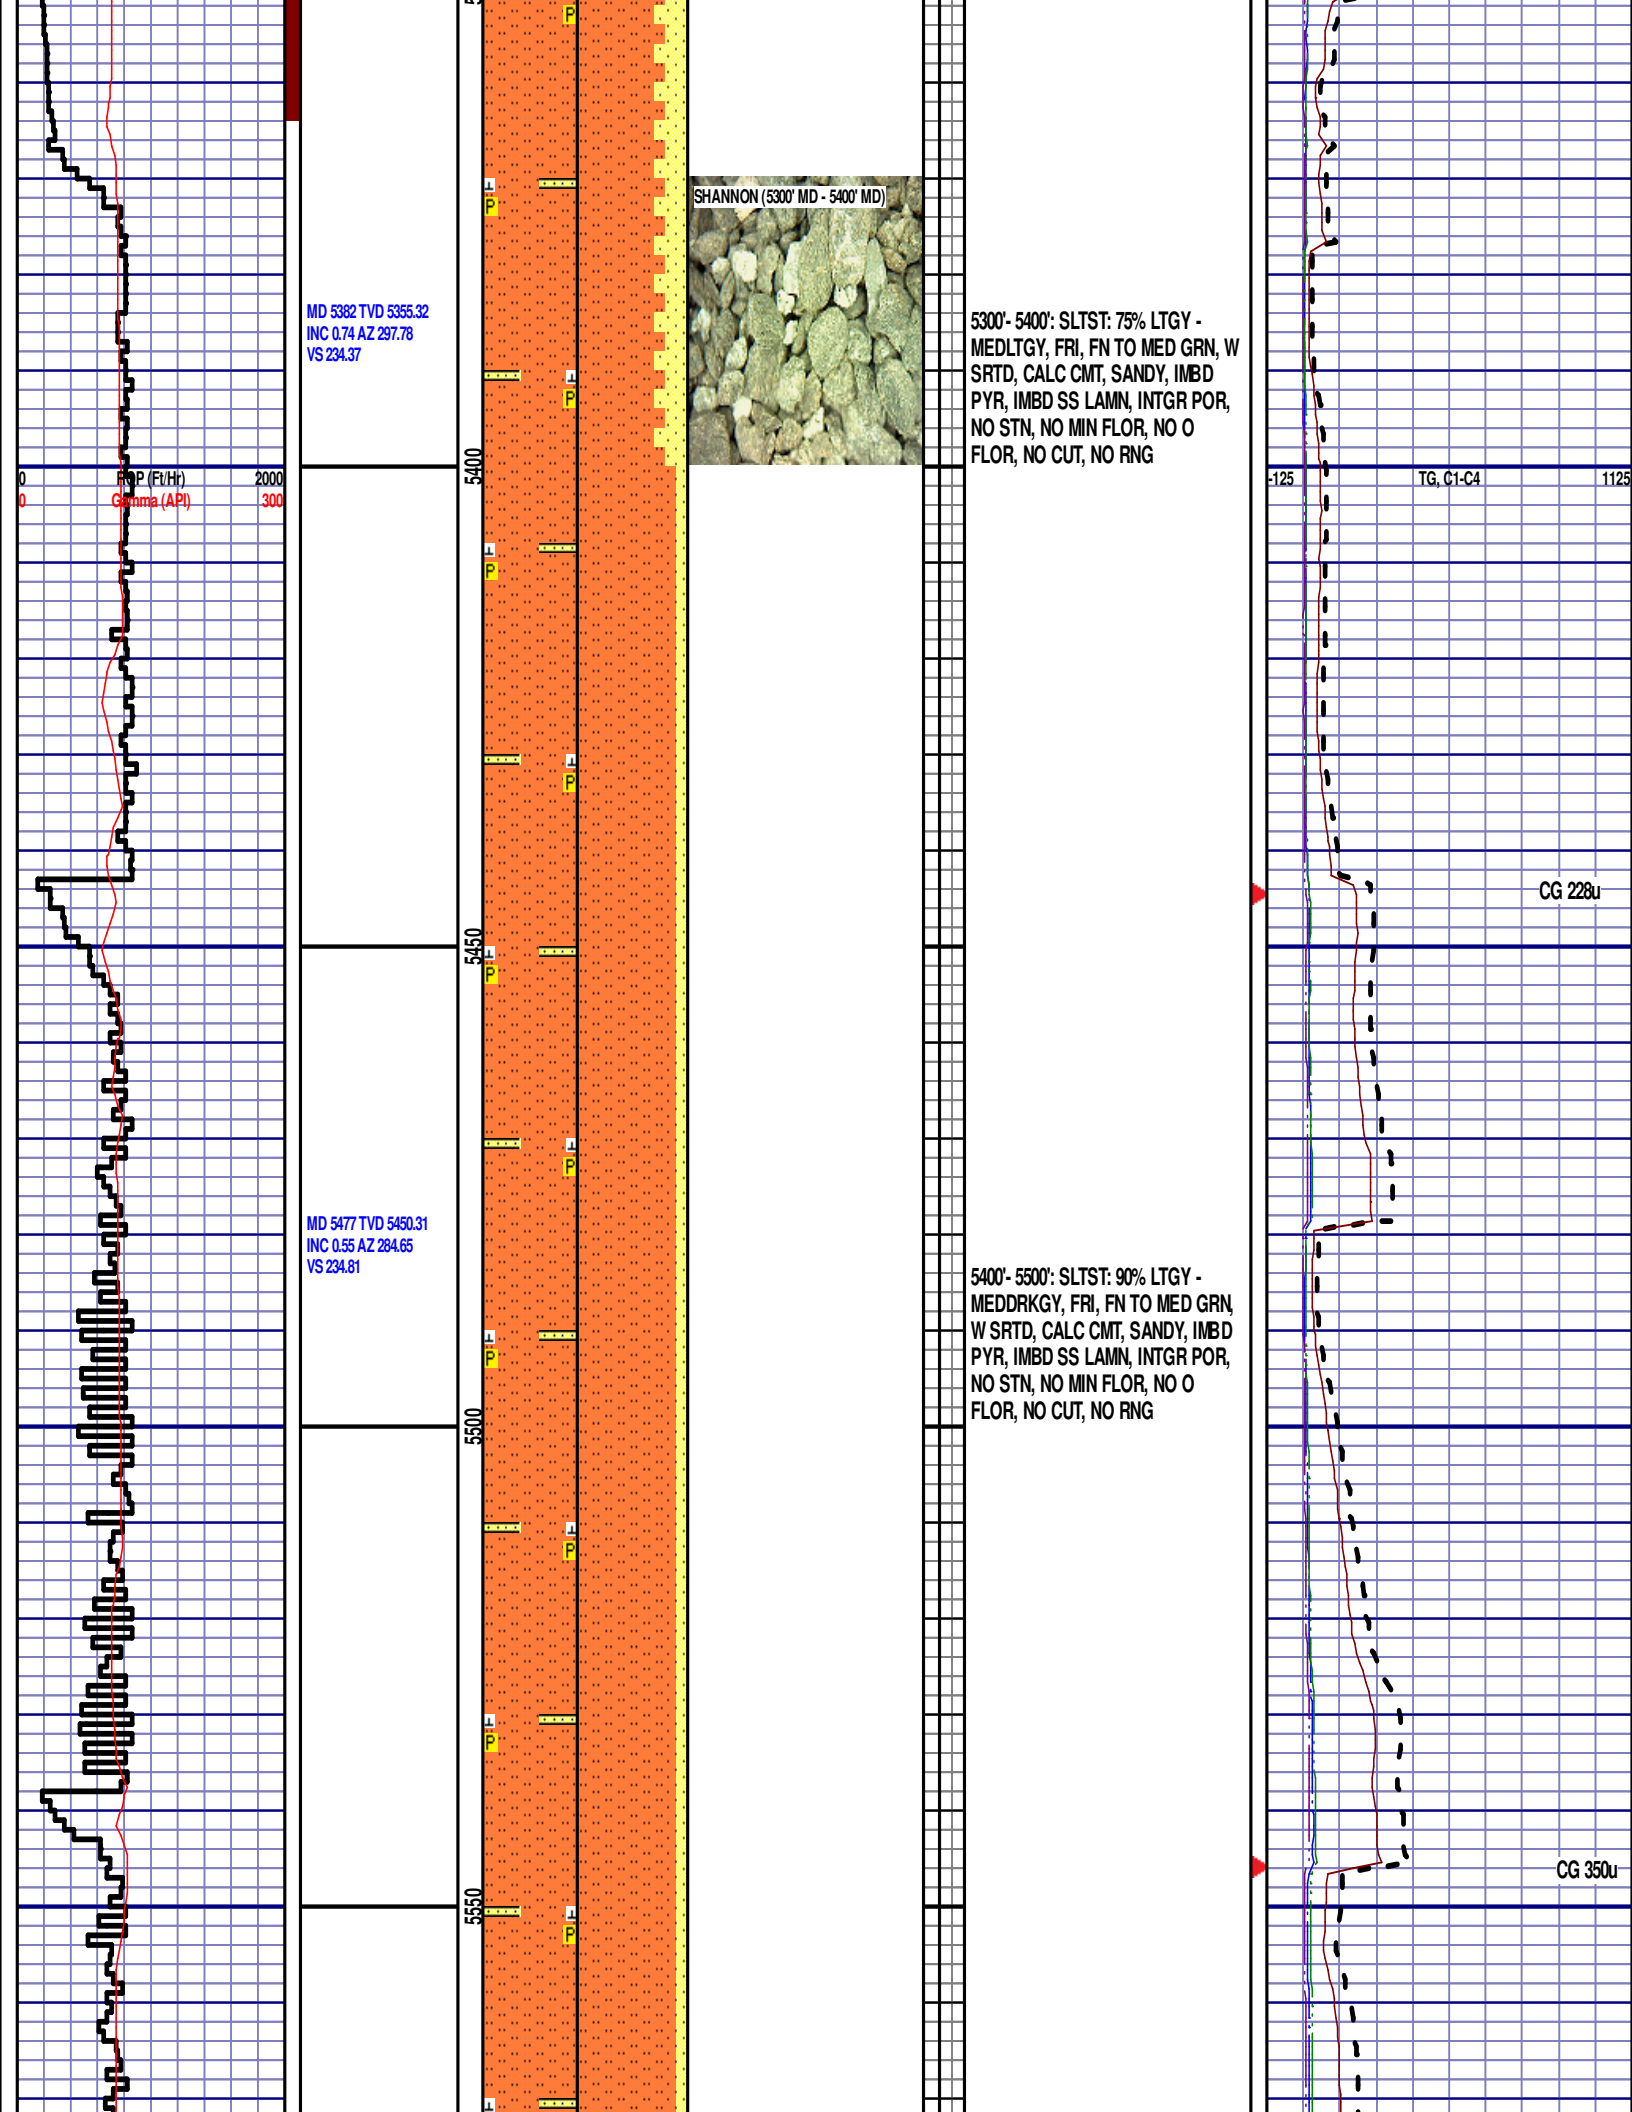 P
SHANNON (5300' MD - 5400' MD)
P
MD 5382 TVD 5355.32
INC 0.74 AZ 297.78
VS 234.37
5300'- 5400': SLTST: 75% LTGY -
MEDLTGY, FRI, FN TO MED GRN, W
SRTD, CALC CMT, SANDY, IMBD
PYR, IMBD SS LAMN, INTGR POR,
NO STN, NO MIN FLOR, NO O
FLOR, NO CUT, NO RNG
P
5400
0 ROP (Ft/Hr) 2000
0 Gamma (API) 300
-125 TG, C1-C4 1125
P
P
CG 228u
5450
P
P
MD 5477 TVD 5450.31
INC 0.55 AZ 284.65
VS 234.81
5400'- 5500': SLTST: 90% LTGY -
MEDDRKGY, FRI, FN TO MED GRN,
W SRTD, CALC CMT, SANDY, IMBD
PYR, IMBD SS LAMN, INTGR POR,
NO STN, NO MIN FLOR, NO O
FLOR, NO CUT, NO RNG
P
5500
P
P
CG 350u
5550
P